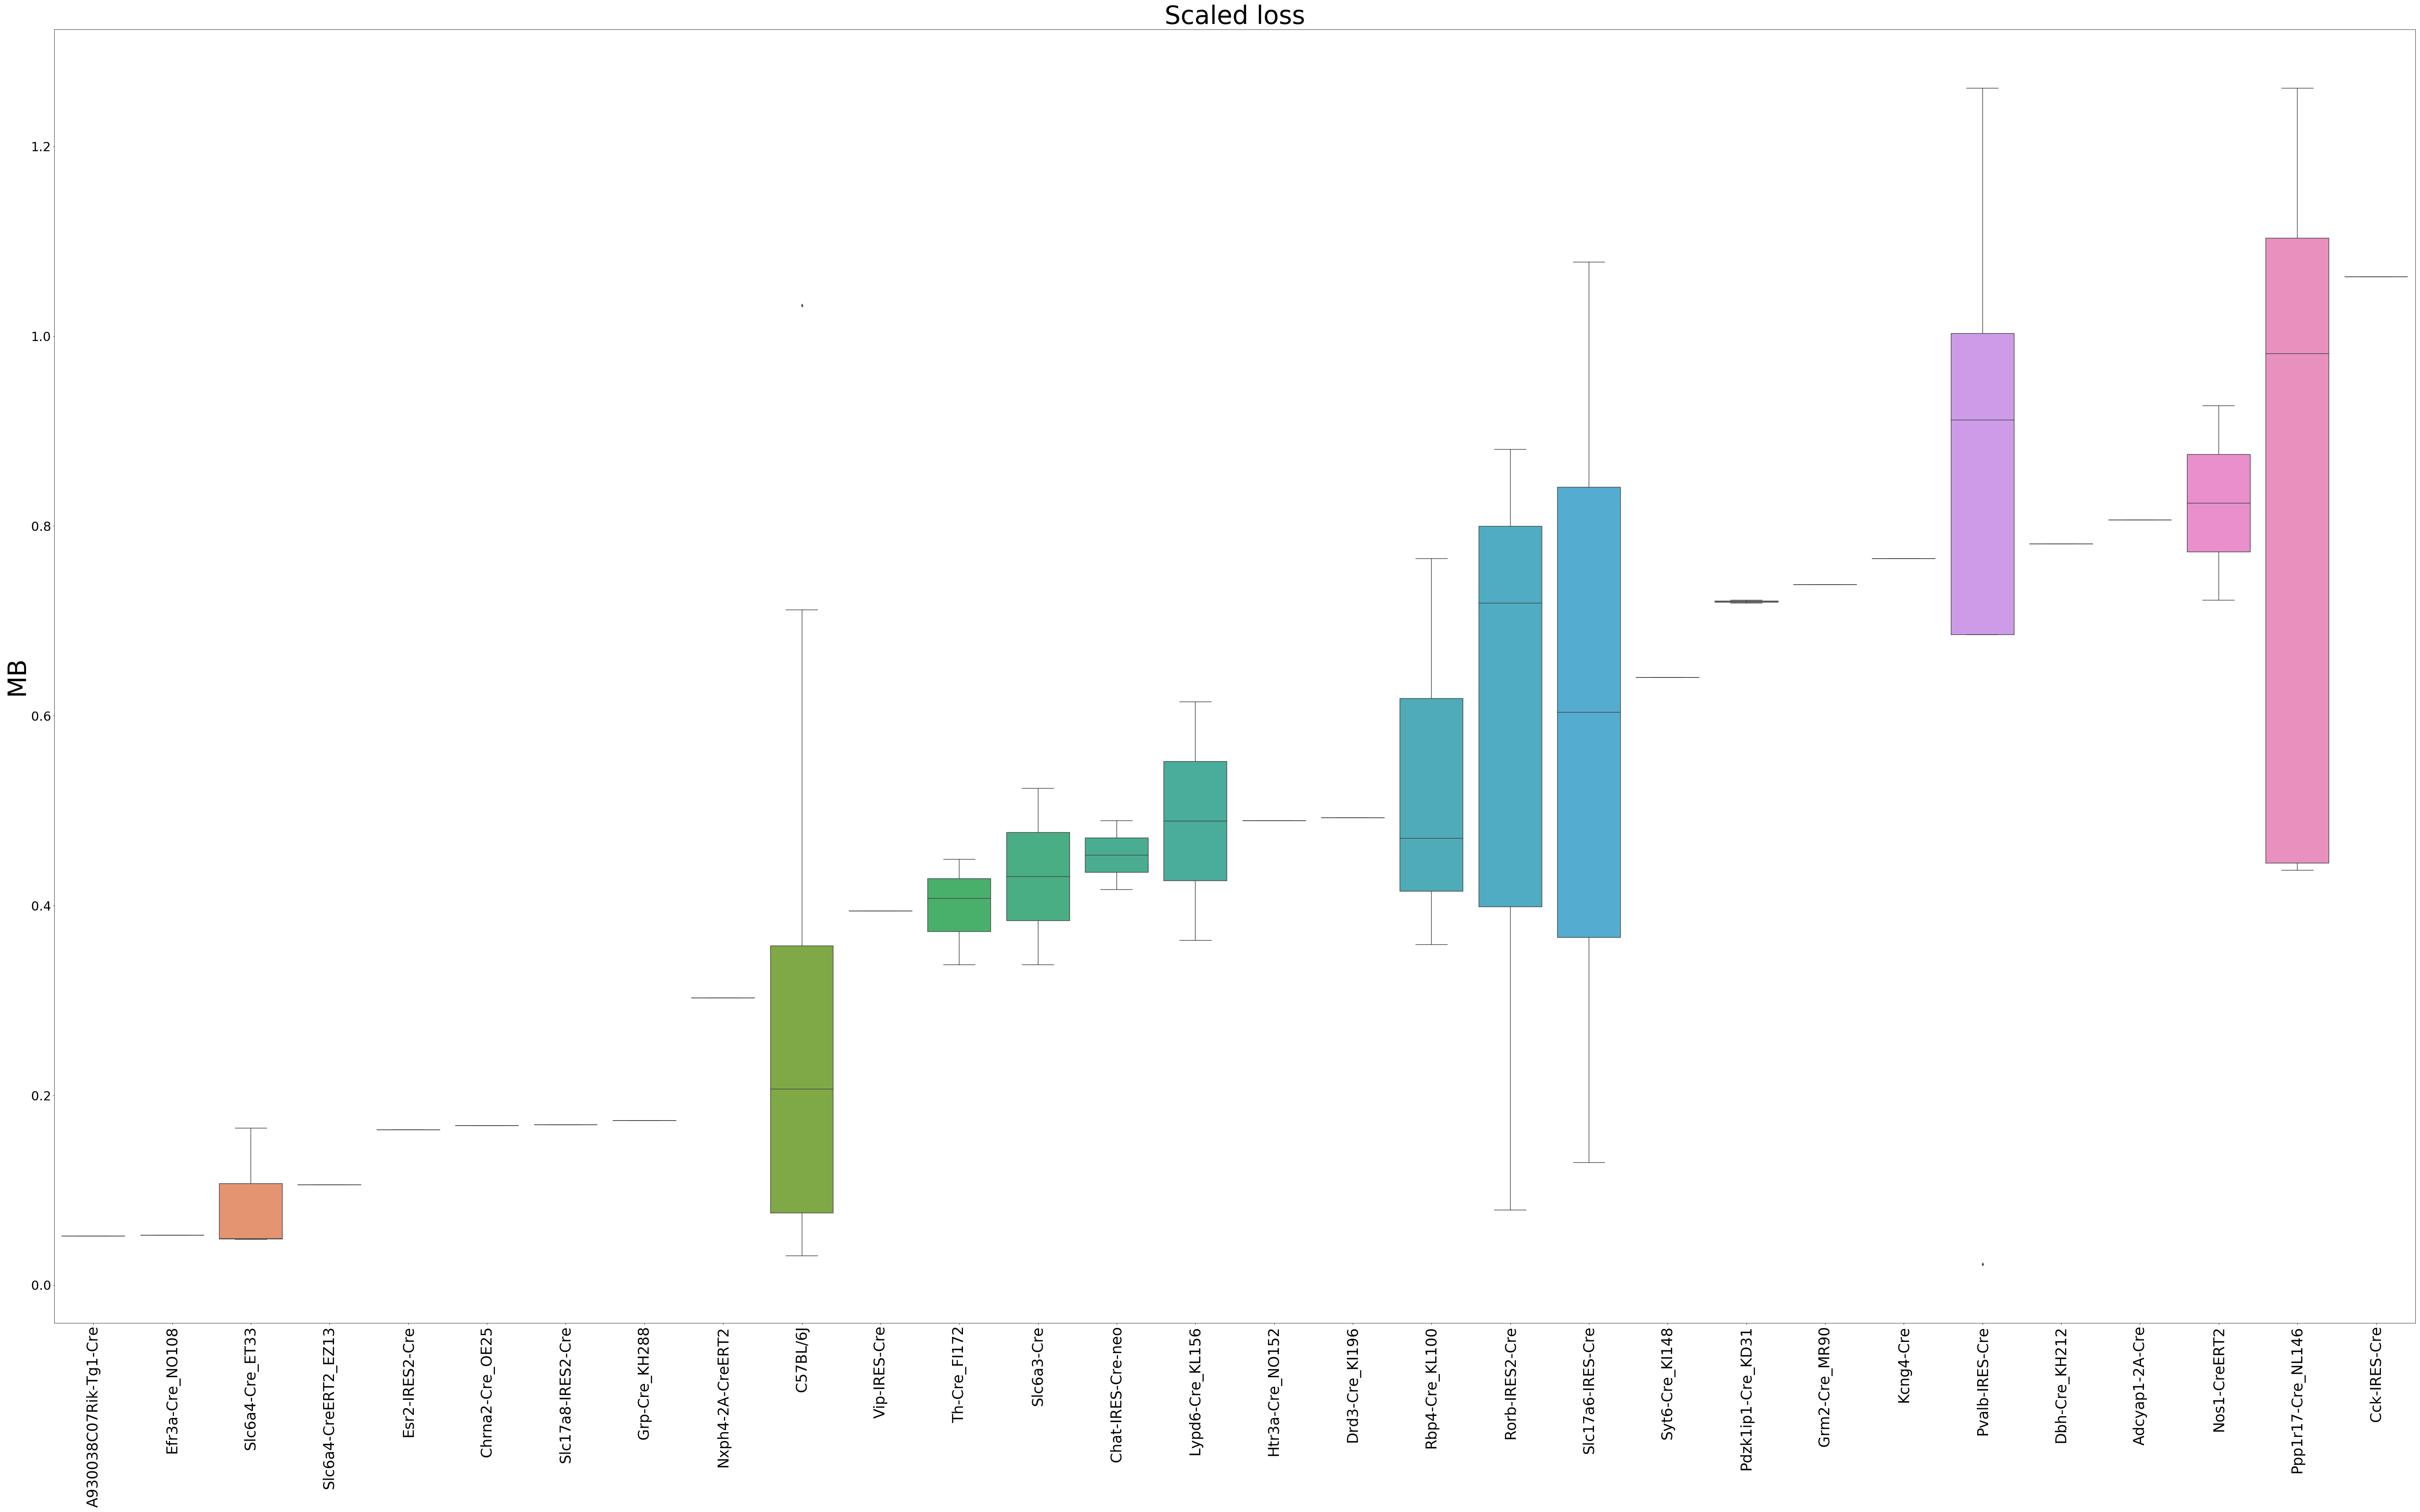 Scaled loss
MB
1.2
1.0
0.8
0.6
0.4
0.2
0.0
A930038C07Rik-Tg1-Cre
Efr3a-Cre_NO108
Slc6a4-Cre_ET33
Slc6a4-CreERT2_EZ13
Esr2-IRES2-Cre
Chrna2-Cre_OE25
Slc17a8-IRES2-Cre
Grp-Cre_KH288
Nxph4-2A-CreERT2
C57BL/6J
Vip-IRES-Cre
Th-Cre_FI172
Slc6a3-Cre
Chat-IRES-Cre-neo
Lypd6-Cre_KL156
Htr3a-Cre_NO152
Drd3-Cre_KI196
Rbp4-Cre_KL100
Rorb-IRES2-Cre
Slc17a6-IRES-Cre
Syt6-Cre_KI148
Pdzk1ip1-Cre_KD31
Grm2-Cre_MR90
Kcng4-Cre
Pvalb-IRES-Cre
Dbh-Cre_KH212
Adcyap1-2A-Cre
Nos1-CreERT2
Ppp1r17-Cre_NL146
Cck-IRES-Cre